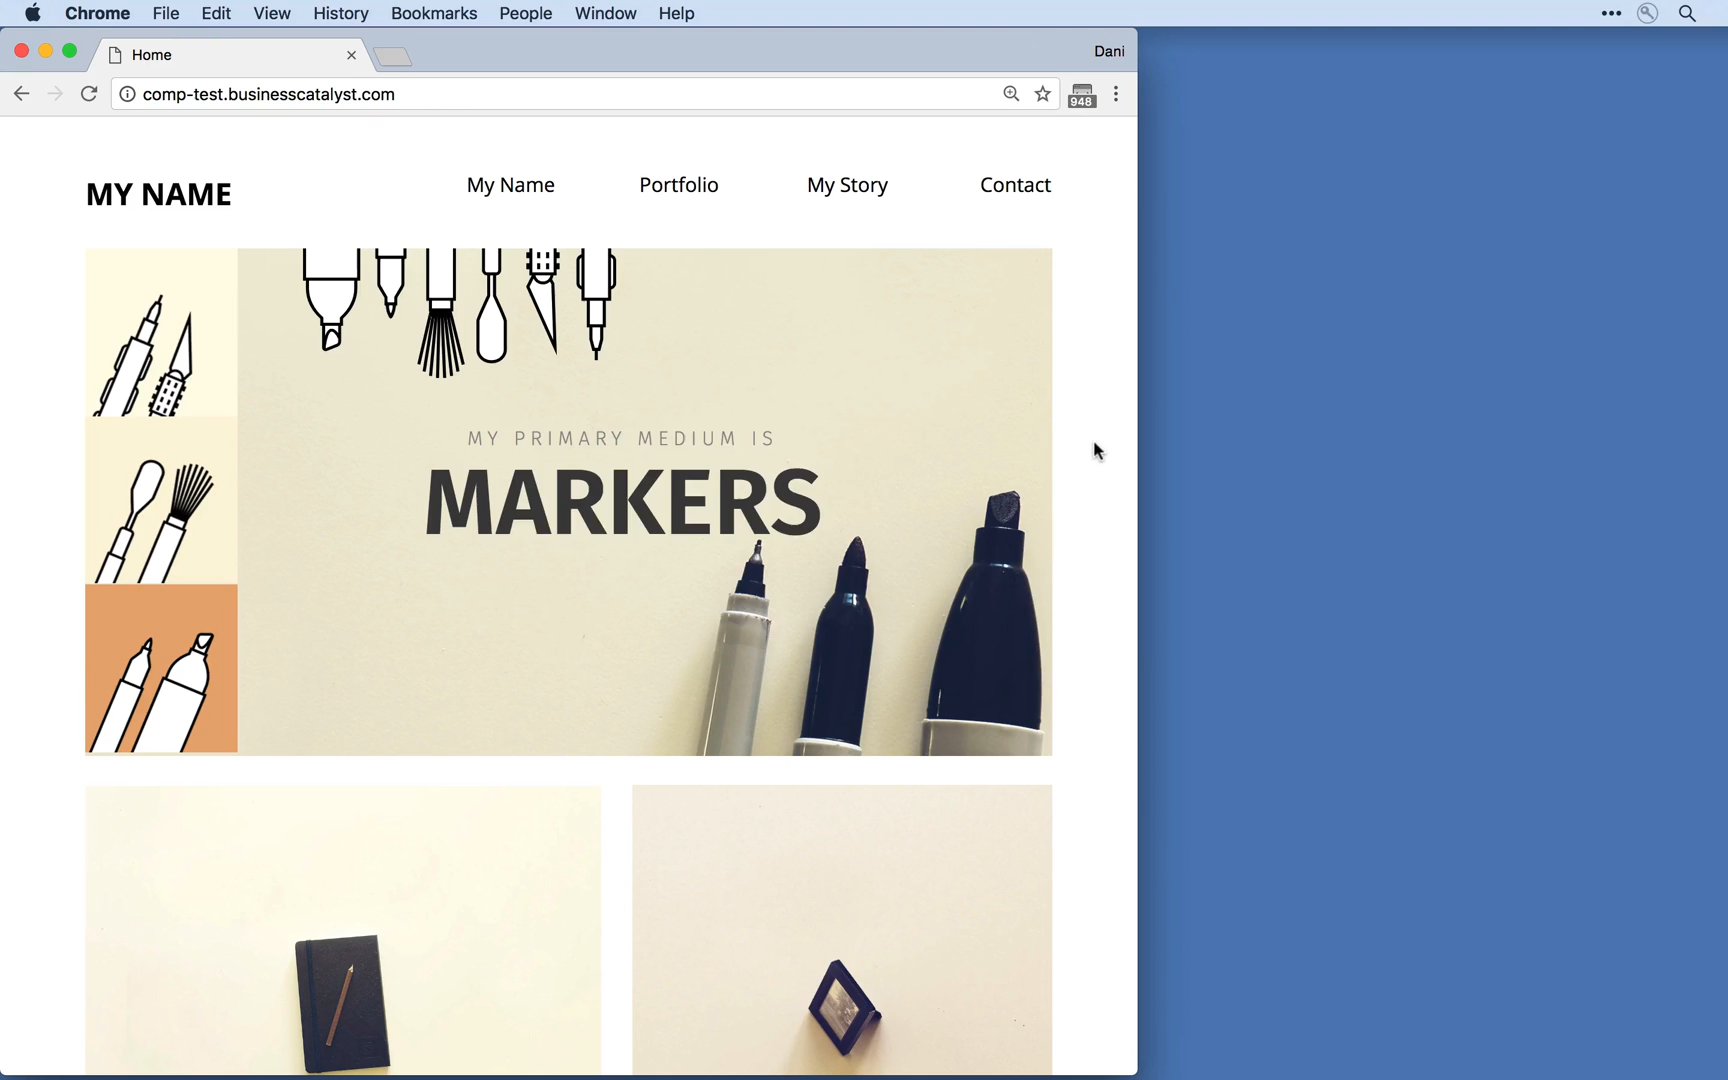 Chrome File Edit View History Bookmarks People Window Help
Home Dani
comp-test.businesscatalyst.com 948
MY NAME My Name Portfolio My Story Contact
MY PRIMARY MEDIUM IS
MARKERS